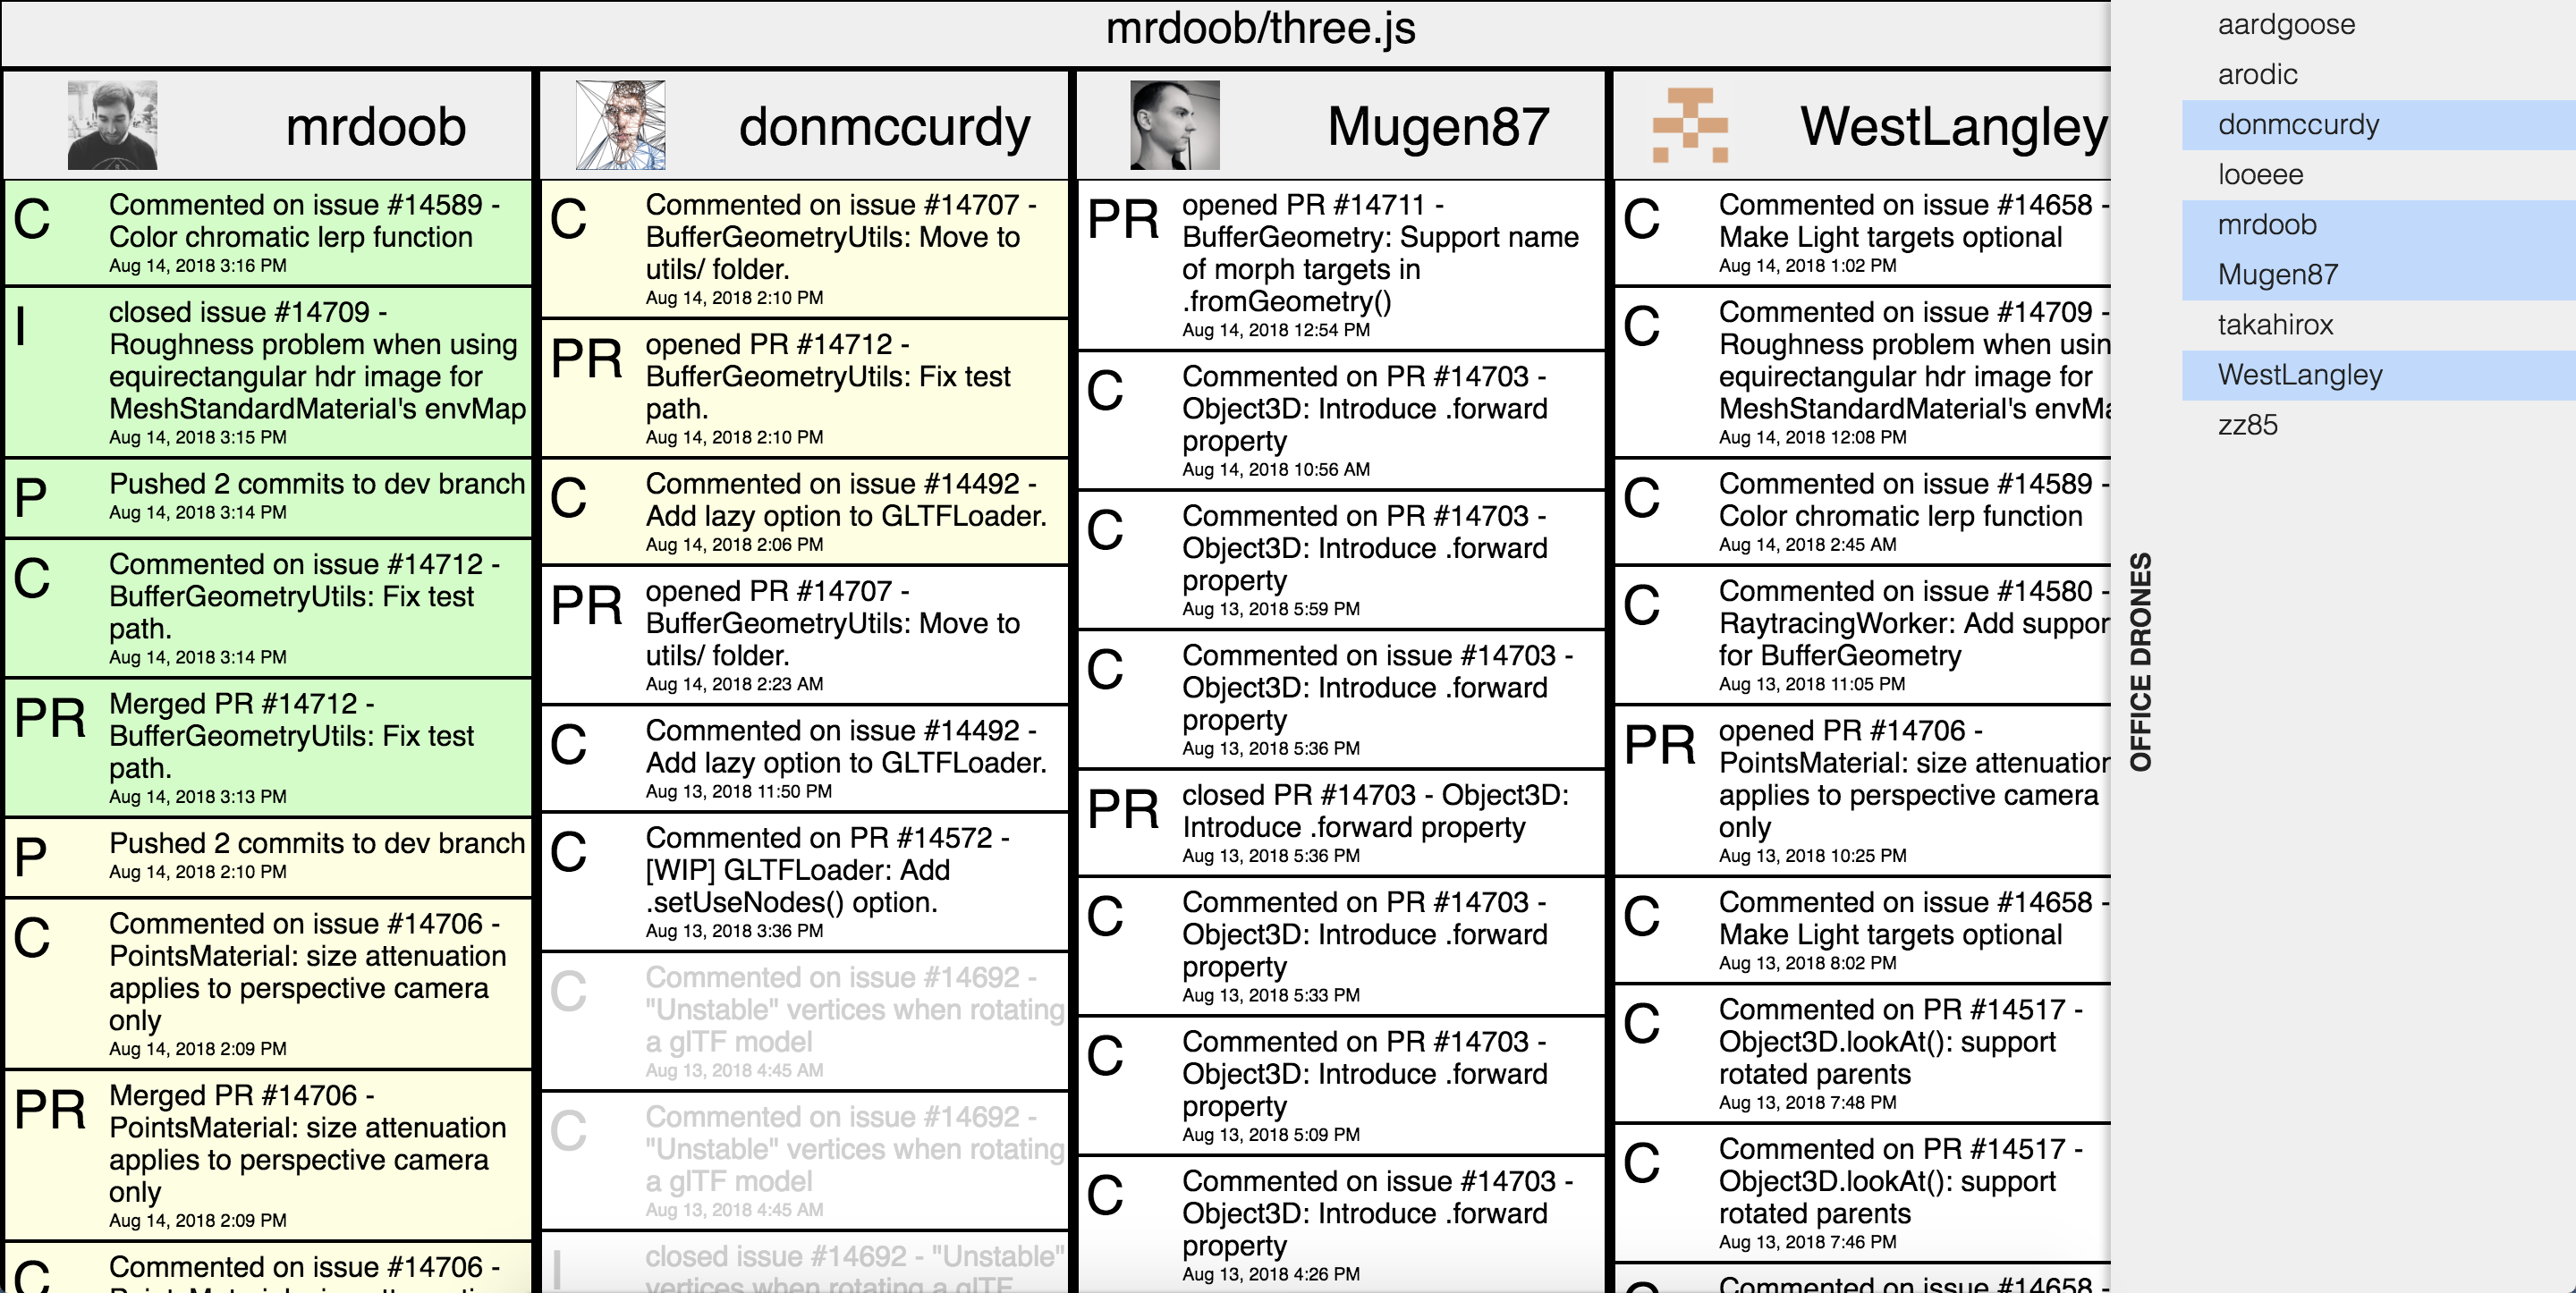 mrdoob/three.js
mrdoob
C
Commented on issue #14589 -
Color chromatic lerp function
Aug 14, 2018 3:16 PM
I
closed issue #14709 -
Roughness problem when using
equirectangular hdr image for
MeshStandardMaterial's envMap
Aug 14, 2018 3:15 PM
P
Pushed 2 commits to dev branch
Aug 14, 2018 3:14 PM
C
Commented on issue #14712 -
BufferGeometryUtils: Fix test
path.
Aug 14, 2018 3:14 PM
PR
Merged PR #14712 -
BufferGeometryUtils: Fix test
path.
Aug 14, 2018 3:13 PM
P
Pushed 2 commits to dev branch
Aug 14, 2018 2:10 PM
C
Commented on issue #14706 -
PointsMaterial: size attenuation
applies to perspective camera
only
Aug 14, 2018 2:09 PM
PR
Merged PR #14706 -
PointsMaterial: size attenuation
applies to perspective camera
only
Aug 14, 2018 2:09 PM
C
Commented on issue #14706 -
donmccurdy
C
Commented on issue #14707 -
BufferGeometryUtils: Move to
utils/ folder.
Aug 14, 2018 2:10 PM
PR
opened PR #14712 -
BufferGeometryUtils: Fix test
path.
Aug 14, 2018 2:10 PM
C
Commented on issue #14492 -
Add lazy option to GLTFLoader.
Aug 14, 2018 2:06 PM
PR
opened PR #14707 -
BufferGeometryUtils: Move to
utils/ folder.
Aug 14, 2018 2:23 AM
C
Commented on issue #14492 -
Add lazy option to GLTFLoader.
Aug 13, 2018 11:50 PM
C
Commented on PR #14572 -
[WIP] GLTFLoader: Add
.setUseNodes() option.
Aug 13, 2018 3:36 PM
C
Commented on issue #14692 -
"Unstable" vertices when rotating
a glTF model
Aug 13, 2018 4:45 AM
C
Commented on issue #14692 -
"Unstable" vertices when rotating
a glTF model
Aug 13, 2018 4:45 AM
I
closed issue #14692 - "Unstable"
vertices when rotating a glTF
Mugen87
PR
opened PR #14711 -
BufferGeometry: Support name
of morph targets in
.fromGeometry()
Aug 14, 2018 12:54 PM
C
Commented on PR #14703 -
Object3D: Introduce .forward
property
Aug 14, 2018 10:56 AM
C
Commented on PR #14703 -
Object3D: Introduce .forward
property
Aug 13, 2018 5:59 PM
C
Commented on issue #14703 -
Object3D: Introduce .forward
property
Aug 13, 2018 5:36 PM
PR
closed PR #14703 - Object3D:
Introduce .forward property
Aug 13, 2018 5:36 PM
C
Commented on PR #14703 -
Object3D: Introduce .forward
property
Aug 13, 2018 5:33 PM
C
Commented on PR #14703 -
Object3D: Introduce .forward
property
Aug 13, 2018 5:09 PM
C
Commented on issue #14703 -
Object3D: Introduce .forward
property
Aug 13, 2018 4:26 PM
WestLangley
C
Commented on issue #14658 -
Make Light targets optional
Aug 14, 2018 1:02 PM
C
Commented on issue #14709 -
Roughness problem when usin
equirectangular hdr image for
MeshStandardMaterial's envMa
Aug 14, 2018 12:08 PM
C
Commented on issue #14589 -
Color chromatic lerp function
Aug 14, 2018 2:45 AM
C
Commented on issue #14580 -
RaytracingWorker: Add suppor
for BufferGeometry
Aug 13, 2018 11:05 PM
PR
opened PR #14706 -
PointsMaterial: size attenuation
applies to perspective camera
only
Aug 13, 2018 10:25 PM
C
Commented on issue #14658 -
Make Light targets optional
Aug 13, 2018 8:02 PM
C
Commented on PR #14517 -
Object3D.lookAt(): support
rotated parents
Aug 13, 2018 7:48 PM
C
Commented on PR #14517 -
Object3D.lookAt(): support
rotated parents
Aug 13, 2018 7:46 PM
C
Commented on issue #14658 -
OFFICE DRONES
aardgoose
arodic
donmccurdy
looeee
mrdoob
Mugen87
takahirox
WestLangley
zz85